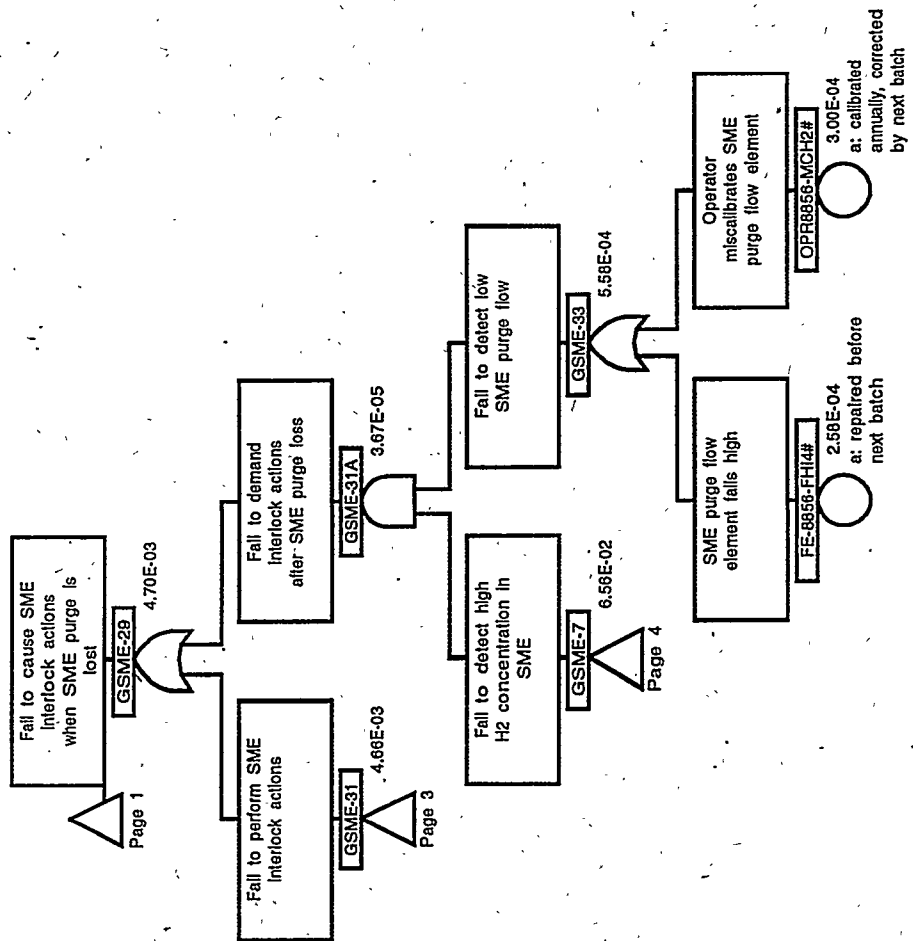 Fail to cause SME
Interlock actions
when SME purge is
lost
GSME-29
4.70E-03
Page 1
Fail to perform SME
Interlock actions
GSME-31
4.66E-03
Page 3
Fail to demand
Interlock actions
after SME purge loss
GSME-31A
3.67E-05
Fail to detect high
H2 concentration in
SME
GSME-7
6.56E-02
Page 4
Fail to detect low
SME purge flow
GSME-33
5.58E-04
SME purge flow
element fails high
FE-8856-FHI4#
2.58E-04
a: repaired before
next batch
Operator
miscalibrates SME
purge flow element
OPR8856-MCH2#
3.00E-04
a: calibrated
annually, corrected
by next batch